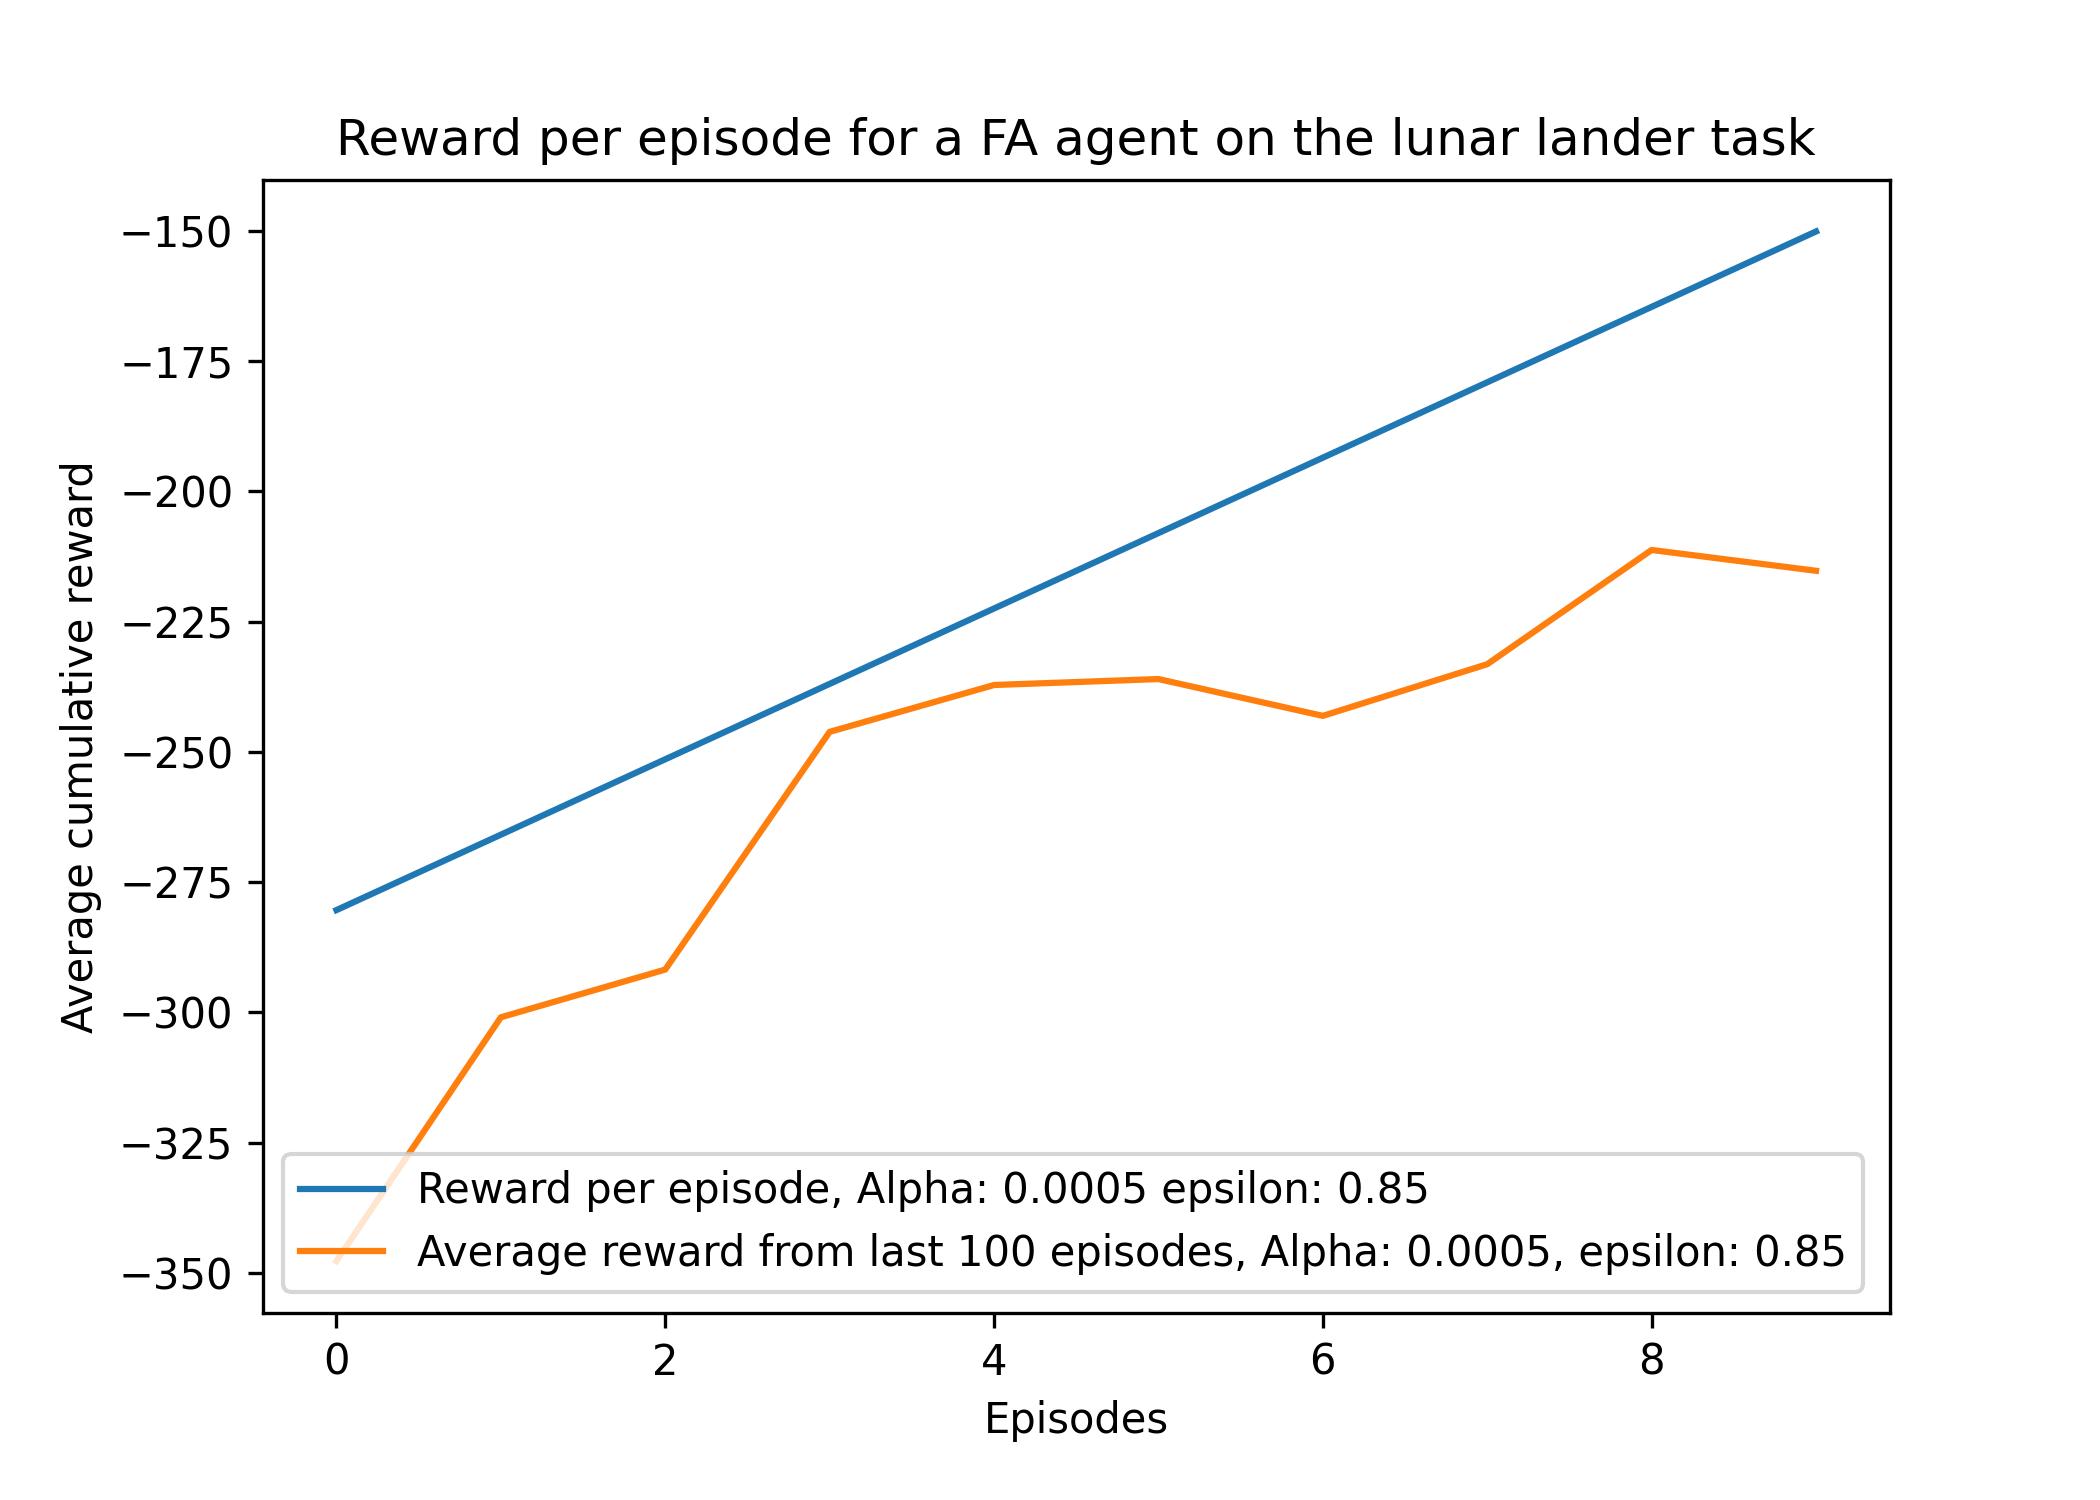 Reward per episode for a FA agent on the lunar lander task
−150
−175
−200
−225
−250
−275
−300
−325
−350
Average cumulative reward
Reward per episode, Alpha: 0.0005 epsilon: 0.85
Average reward from last 100 episodes, Alpha: 0.0005, epsilon: 0.85
0 2 4 6 8
Episodes